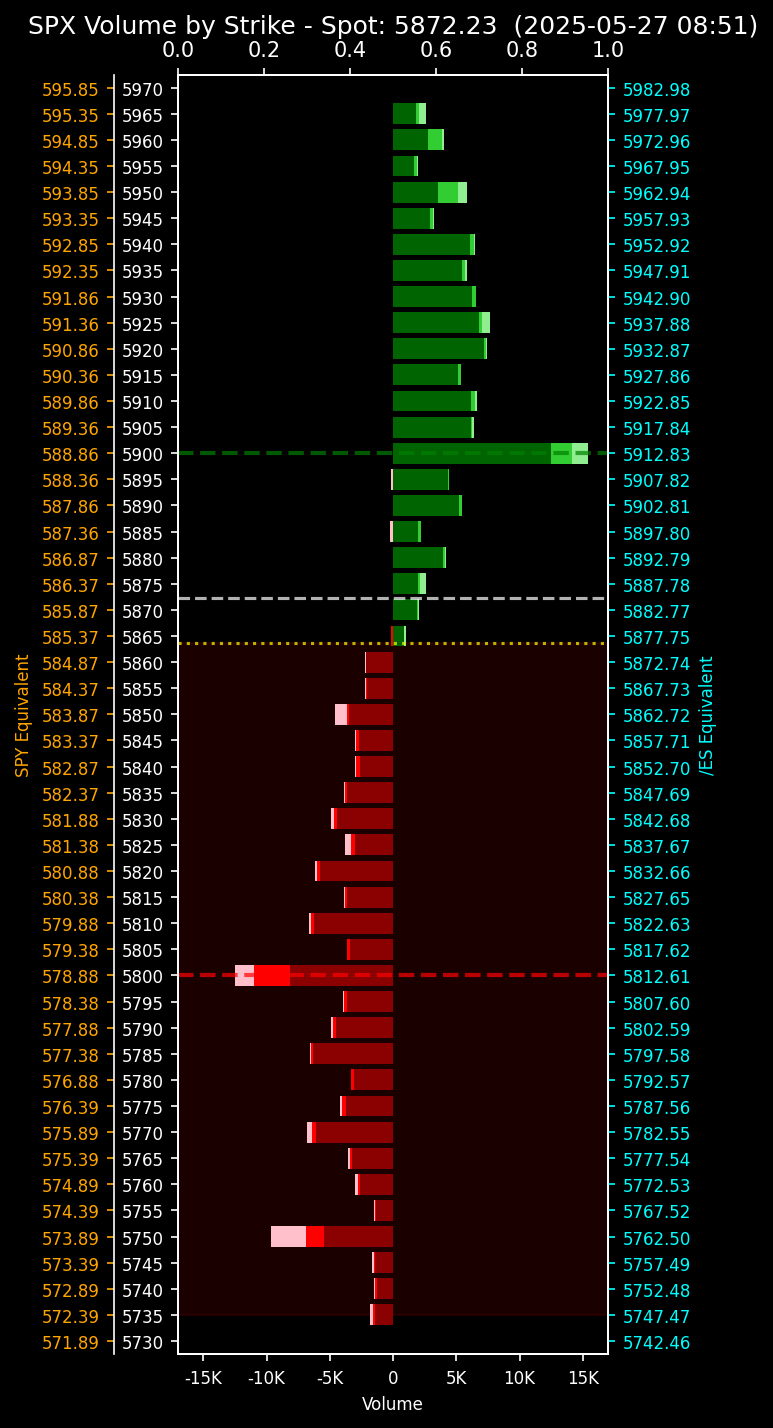 SPX Volume by Strike - Spot: 5872.23 (2025-05-27 08:51)
0.0 0.2 0.4 0.6 0.8 1.0
595.85 5970 5982.98
595.35 5965 5977.97
594.85 5960 5972.96
594.35 5955 5967.95
593.85 5950 5962.94
593.35 5945 5957.93
592.85 5940 5952.92
592.35 5935 5947.91
591.86 5930 5942.90
591.36 5925 5937.88
590.86 5920 5932.87
590.36 5915 5927.86
589.86 5910 5922.85
589.36 5905 5917.84
588.86 5900 5912.83
588.36 5895 5907.82
587.86 5890 5902.81
587.36 5885 5897.80
586.87 5880 5892.79
586.37 5875 5887.78
585.87 5870 5882.77
585.37 5865 5877.75
584.87 5860 5872.74
584.37 5855 5867.73
583.87 5850 5862.72
583.37 5845 5857.71
582.87 5840 5852.70
582.37 5835 5847.69
581.88 5830 5842.68
581.38 5825 5837.67
580.88 5820 5832.66
580.38 5815 5827.65
579.88 5810 5822.63
579.38 5805 5817.62
578.88 5800 5812.61
578.38 5795 5807.60
577.88 5790 5802.59
577.38 5785 5797.58
576.88 5780 5792.57
576.39 5775 5787.56
575.89 5770 5782.55
575.39 5765 5777.54
574.89 5760 5772.53
574.39 5755 5767.52
573.89 5750 5762.50
573.39 5745 5757.49
572.89 5740 5752.48
572.39 5735 5747.47
571.89 5730 5742.46
SPY Equivalent
/ES Equivalent
-15K -10K -5K 0 5K 10K 15K
Volume